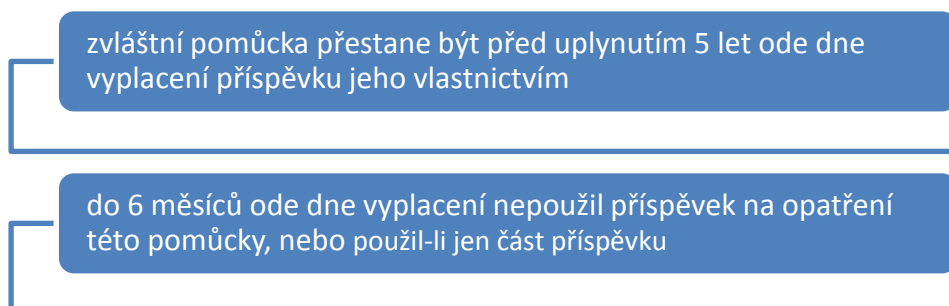 zvláštní pomůcka přestane být před uplynutím 5 let ode dne
vyplacení příspěvku jeho vlastnictvím
do 6 měsíců ode dne vyplacení nepoužil příspěvek na opatření
této pomůcky, nebo použil-li jen část příspěvku